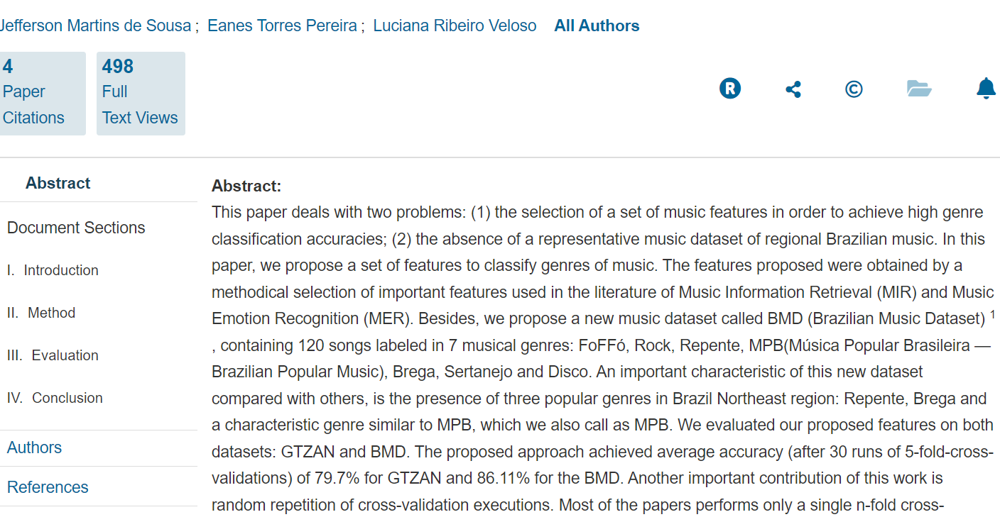 Jefferson Martins de Sousa ; Eanes Torres Pereira ; Luciana Ribeiro Veloso All Authors
4
Paper
Citations
498
Full
Text Views
R
©
Abstract
Document Sections
I. Introduction
II. Method
III. Evaluation
IV. Conclusion
Authors
References
Abstract:
This paper deals with two problems: (1) the selection of a set of music features in order to achieve high genre
classification accuracies; (2) the absence of a representative music dataset of regional Brazilian music. In this
paper, we propose a set of features to classify genres of music. The features proposed were obtained by a
methodical selection of important features used in the literature of Music Information Retrieval (MIR) and Music
Emotion Recognition (MER). Besides, we propose a new music dataset called BMD (Brazilian Music Dataset) 1
, containing 120 songs labeled in 7 musical genres: FoFFó, Rock, Repente, MPB(Música Popular Brasileira —
Brazilian Popular Music), Brega, Sertanejo and Disco. An important characteristic of this new dataset
compared with others, is the presence of three popular genres in Brazil Northeast region: Repente, Brega and
a characteristic genre similar to MPB, which we also call as MPB. We evaluated our proposed features on both
datasets: GTZAN and BMD. The proposed approach achieved average accuracy (after 30 runs of 5-fold-cross-
validations) of 79.7% for GTZAN and 86.11% for the BMD. Another important contribution of this work is
random repetition of cross-validation executions. Most of the papers performs only a single n-fold cross-